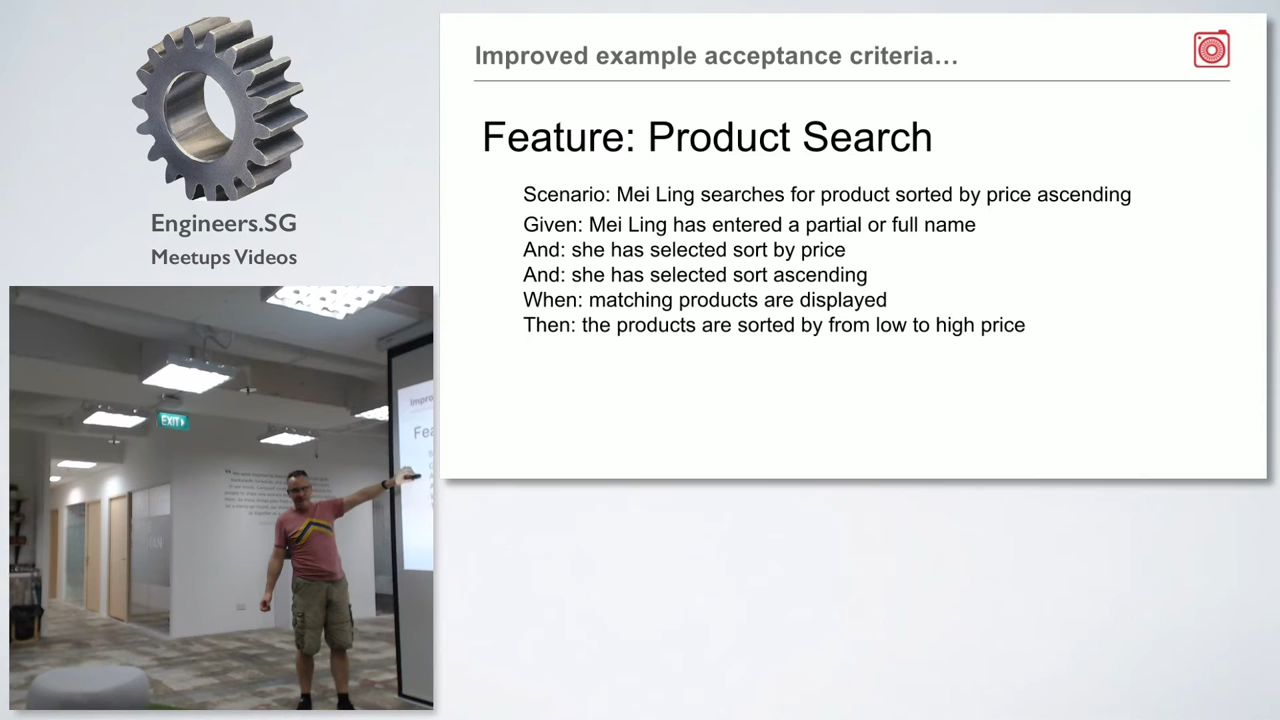 Engineers.SG
Meetups Videos
Improved example acceptance criteria…
Feature: Product Search
Scenario: Mei Ling searches for product sorted by price ascending
Given: Mei Ling has entered a partial or full name
And: she has selected sort by price
And: she has selected sort ascending
When: matching products are displayed
Then: the products are sorted by from low to high price
EXIT
Impro
Fea